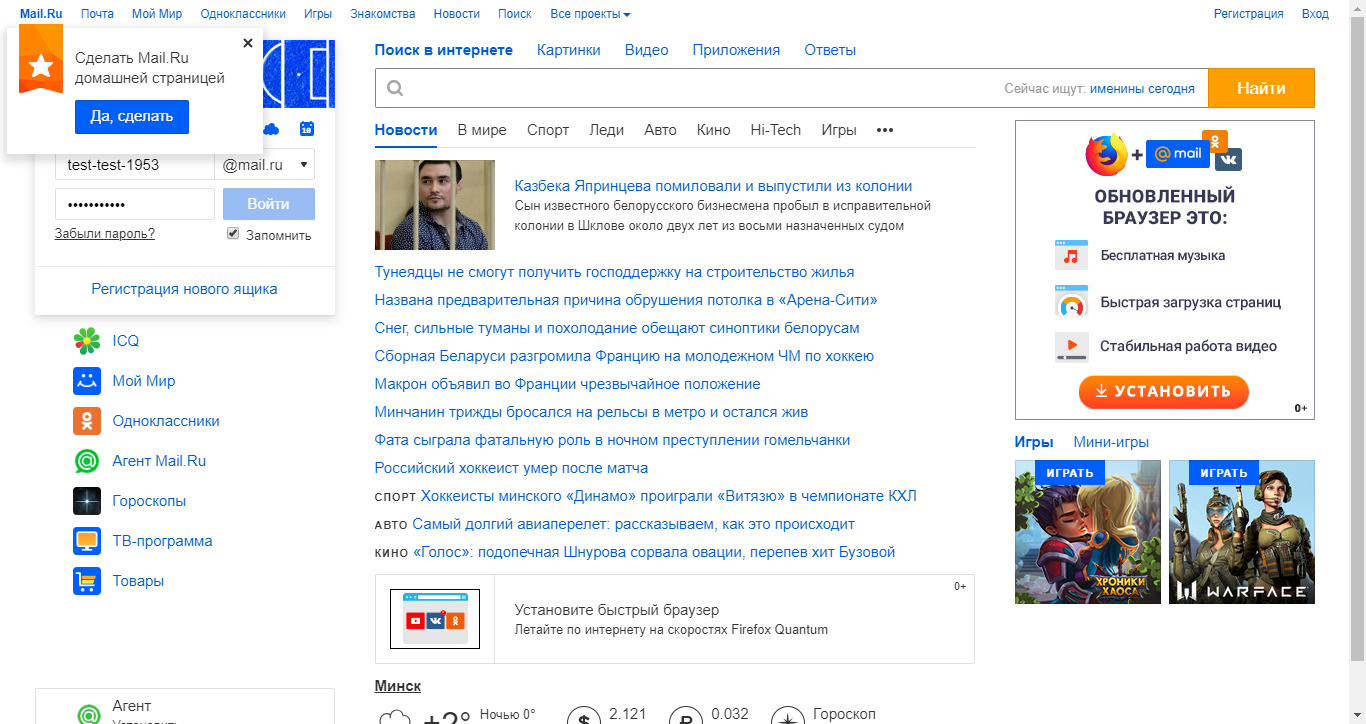 Mail.Ru Почта Мой Мир Одноклассники Игры Знакомства Новости Поиск Все проекты Регистрация Вход
Сделать Mail.Ru
домашней страницей
Да, сделать
10
test-test-1953 @mail.ru
••••••••••• Войти
Забыли пароль? Запомнить
Регистрация нового ящика
ICQ
Мой Мир
Одноклассники
Агент Mail.Ru
Гороскопы
ТВ-программа
Товары
Агент
Поиск в интернете Картинки Видео Приложения Ответы
Сейчас ищут: именины сегодня Найти
Новости В мире Спорт Леди Авто Кино Hi-Tech Игры •••
Казбека Япринцева помиловали и выпустили из колонии
Сын известного белорусского бизнесмена пробыл в исправительной
колонии в Шклове около двух лет из восьми назначенных судом
Тунеядцы не смогут получить господдержку на строительство жилья
Названа предварительная причина обрушения потолка в «Арена-Сити»
Снег, сильные туманы и похолодание обещают синоптики белорусам
Сборная Беларуси разгромила Францию на молодежном ЧМ по хоккею
Макрон объявил во Франции чрезвычайное положение
Минчанин трижды бросался на рельсы в метро и остался жив
Фата сыграла фатальную роль в ночном преступлении гомельчанки
Российский хоккеист умер после матча
СПОРТ Хоккеисты минского «Динамо» проиграли «Витязю» в чемпионате КХЛ
АВТО Самый долгий авиаперелет: рассказываем, как это происходит
КИНО «Голос»: подопечная Шнурова сорвала овации, перепев хит Бузовой
0+
Установите быстрый браузер
Летайте по интернету на скоростях Firefox Quantum
Минск
+2° Ночью 0° $ 2.121 ₽ 0.032 Гороскоп
+ @mail
ОБНОВЛЕННЫЙ
БРАУЗЕР ЭТО:
Бесплатная музыка
Быстрая загрузка страниц
Стабильная работа видео
УСТАНОВИТЬ
0+
Игры Мини-игры
ИГРАТЬ ИГРАТЬ
ХРОНИКИ
ХАОСА
WARFACE